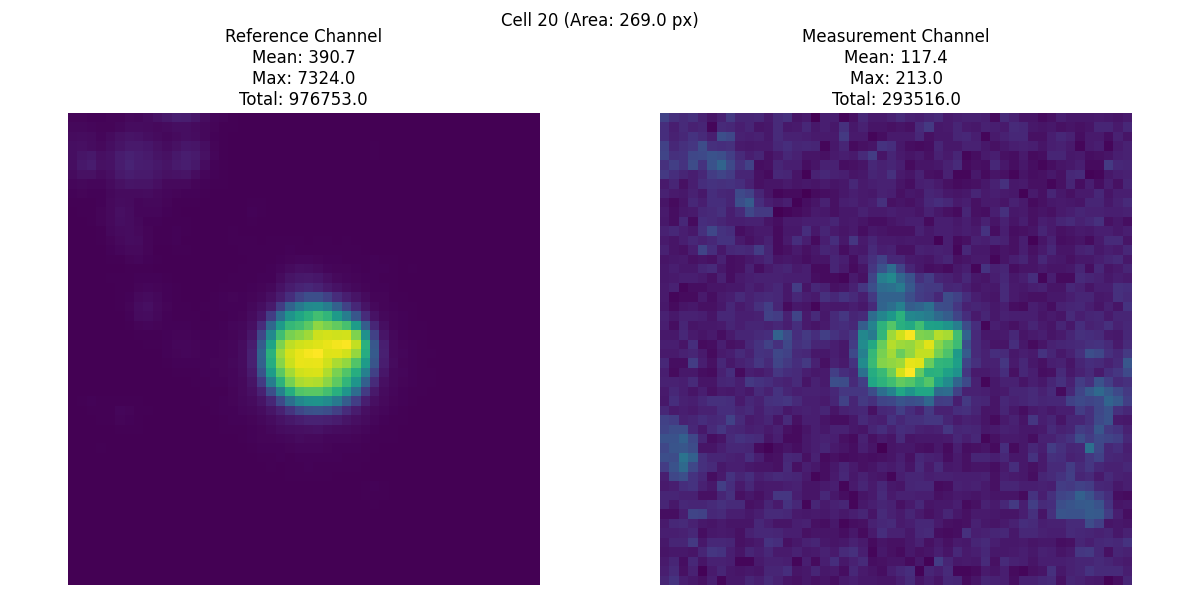 Cell 20 (Area: 269.0 px)
Reference Channel
Mean: 390.7
Max: 7324.0
Total: 976753.0
Measurement Channel
Mean: 117.4
Max: 213.0
Total: 293516.0